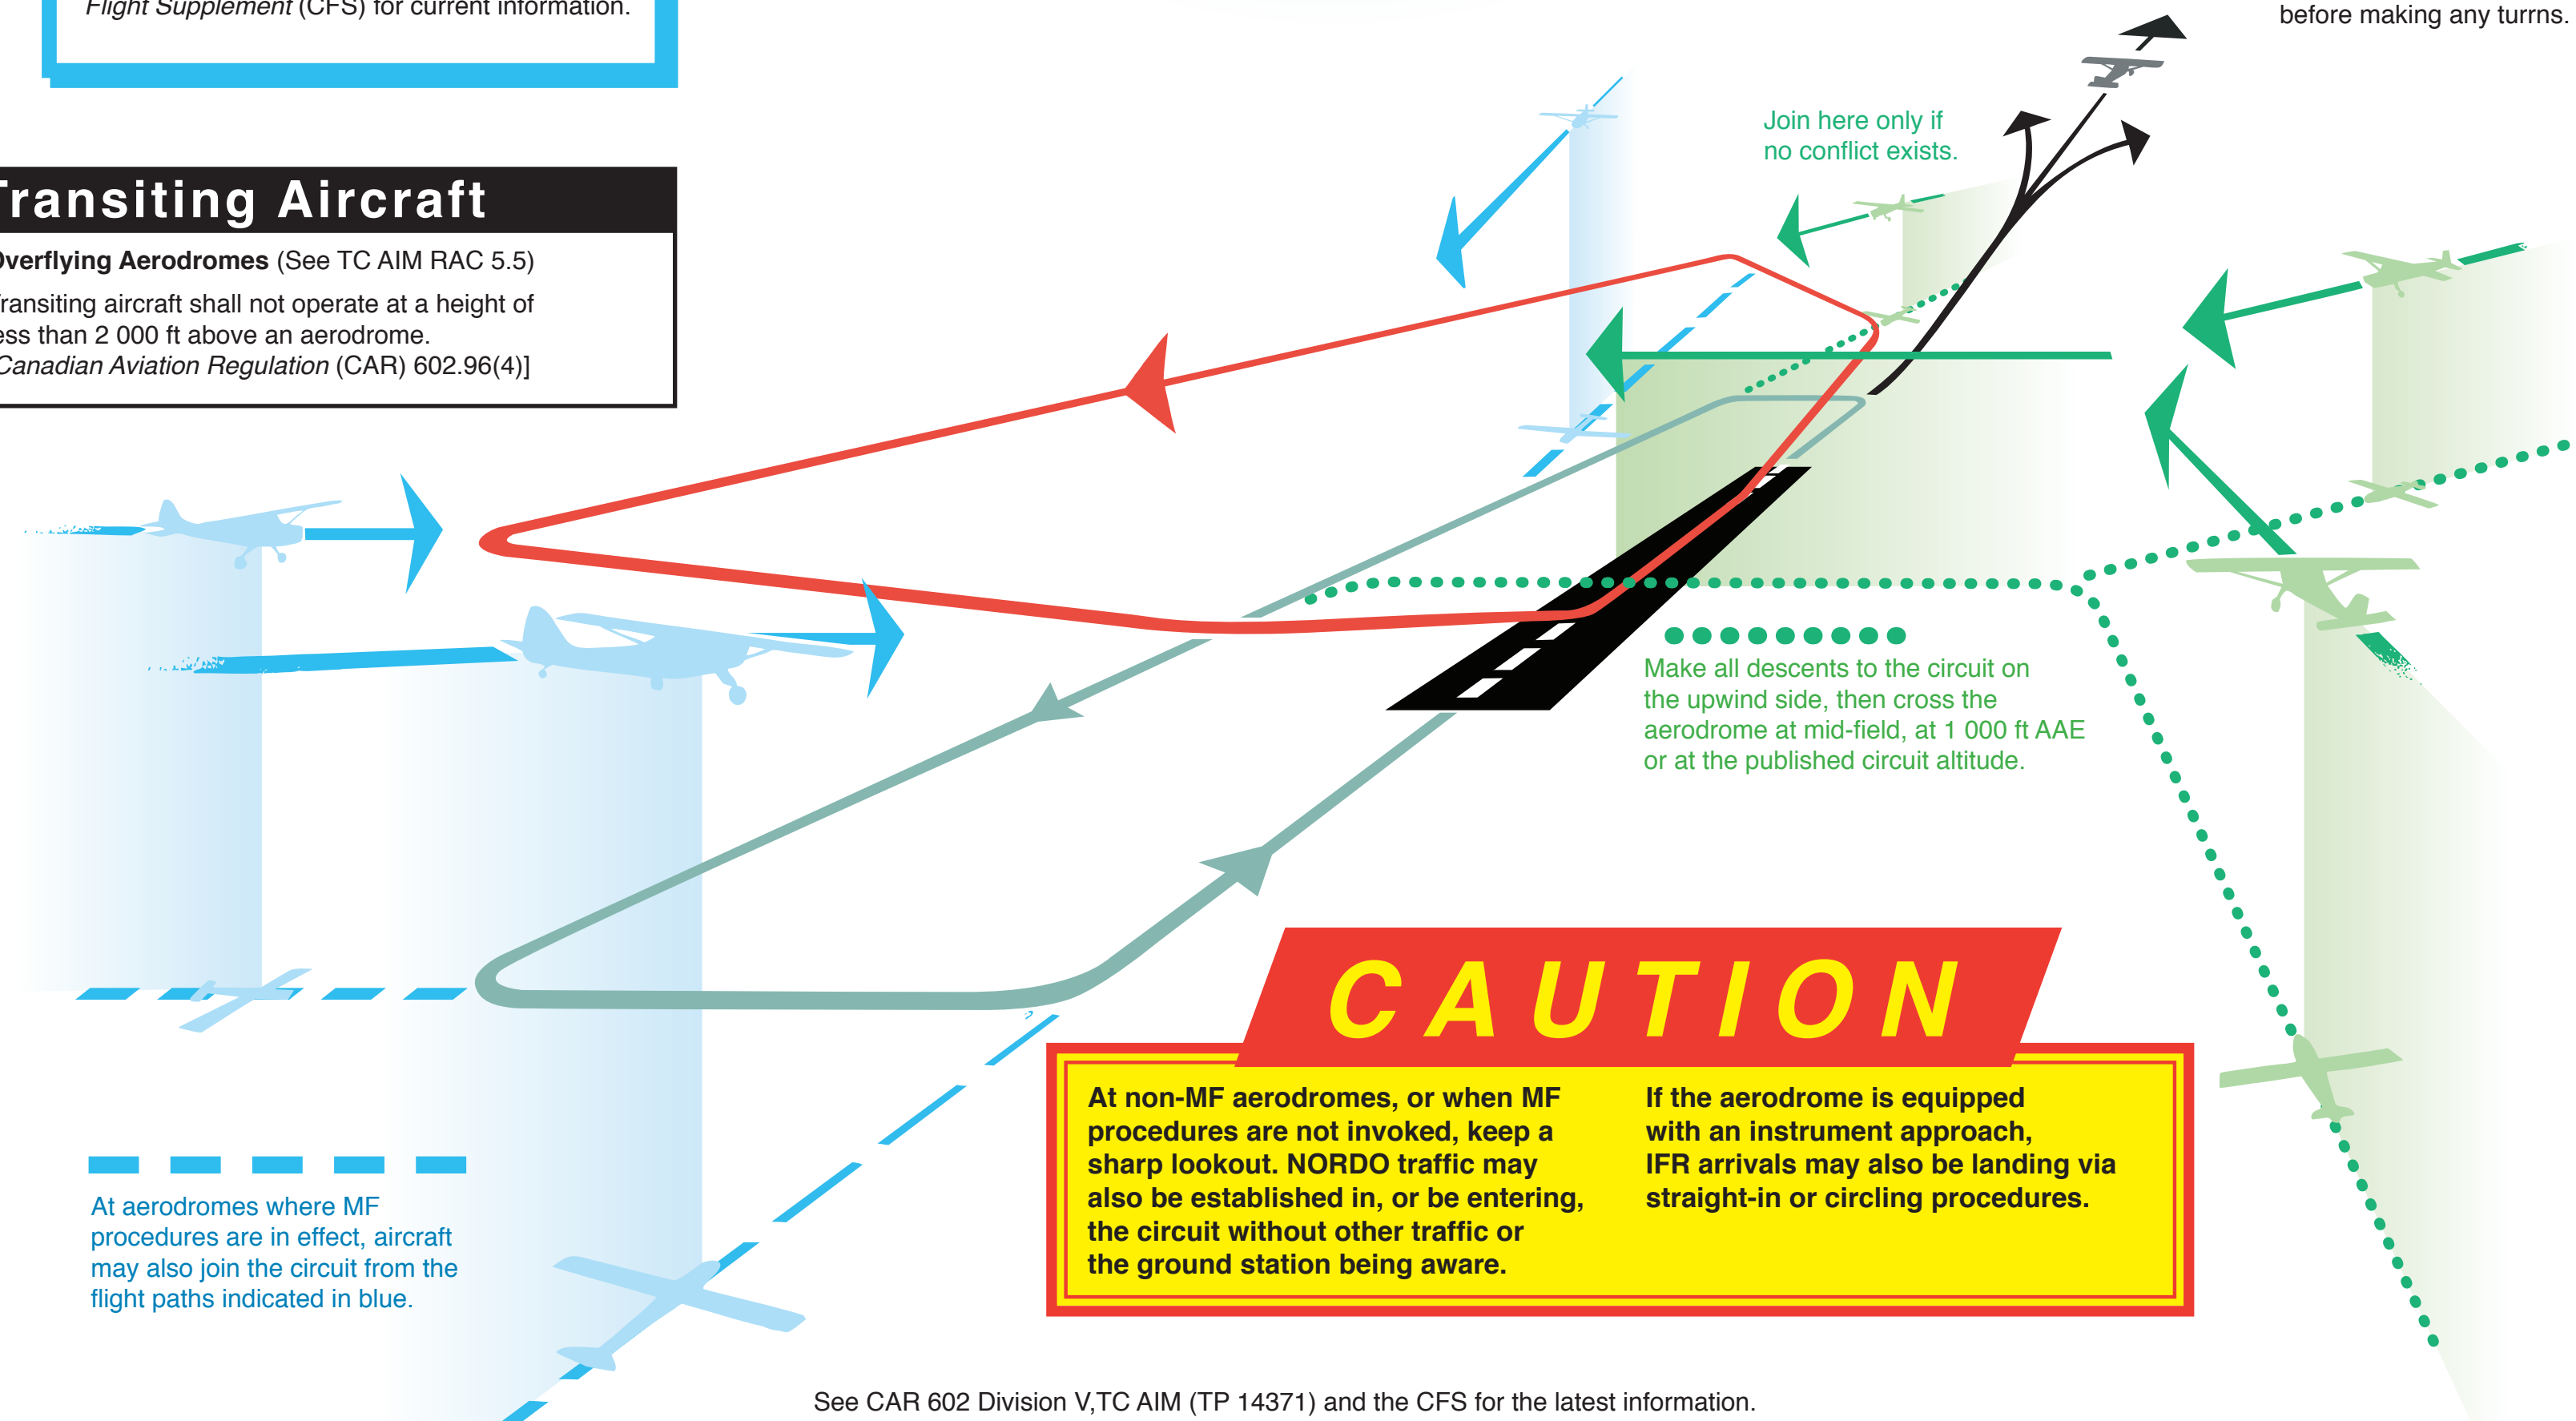 Flight Supplement (CFS) for current information.
before making any turrns.
Transiting Aircraft
Overflying Aerodromes (See TC AIM RAC 5.5)
Transiting aircraft shall not operate at a height of
less than 2 000 ft above an aerodrome.
Canadian Aviation Regulation (CAR) 602.96(4)]
Join here only if
no conflict exists.
Make all descents to the circuit on
the upwind side, then cross the
aerodrome at mid-field, at 1 000 ft AAE
or at the published circuit altitude.
CAUTION
At non-MF aerodromes, or when MF
procedures are not invoked, keep a
sharp lookout. NORDO traffic may
also be established in, or be entering,
the circuit without other traffic or
the ground station being aware.
If the aerodrome is equipped
with an instrument approach,
IFR arrivals may also be landing via
straight-in or circling procedures.
At aerodromes where MF
procedures are in effect, aircraft
may also join the circuit from the
flight paths indicated in blue.
See CAR 602 Division V,TC AIM (TP 14371) and the CFS for the latest information.